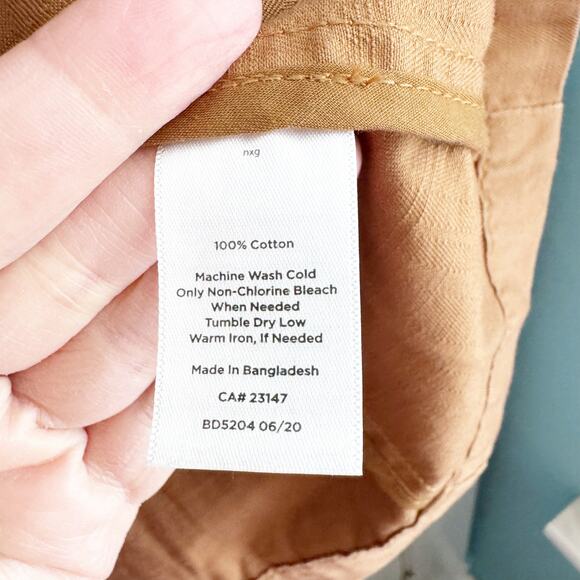 nxg
100% Cotton
Machine Wash Cold
Only Non-Chlorine Bleach
When Needed
Tumble Dry Low
Warm Iron, If Needed
Made In Bangladesh
CA# 23147
BD5204 06/20